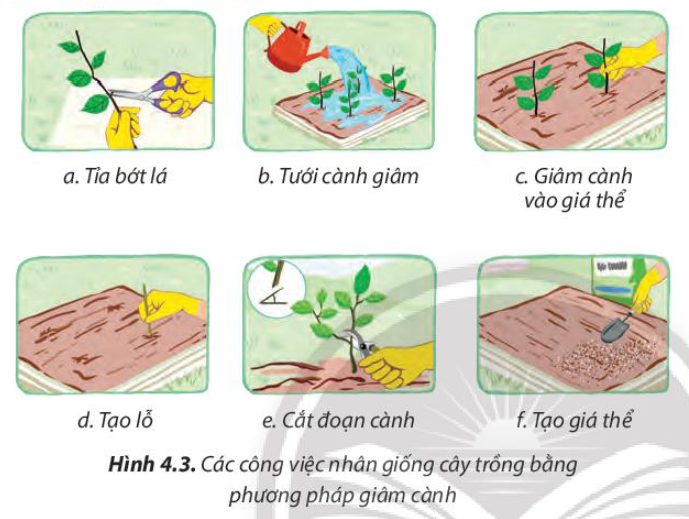 a. Tỉa bớt lá
b. Tưới cành giâm
c. Giâm cành
vào giá thể
d. Tạo lỗ
e. Cắt đoạn cành
f. Tạo giá thể
Hình 4.3. Các công việc nhân giống cây trồng bằng
phương pháp giâm cành